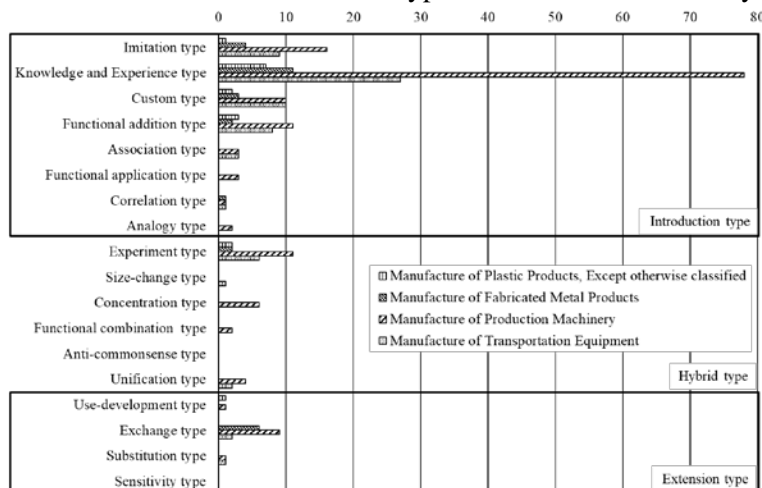 0 10 20 30 40 50 60 70 80
Imitation type
Knowledge and Experience type
Custom type
Functional addition type
Association type
Functional application type
Correlation type
Analogy type
Introduction type
Experiment type
Size-change type
Concentration type
Functional combination type
Anti-commonsense type
Unification type
Manufacture of Plastic Products, Except otherwise classified
Manufacture of Fabricated Metal Products
Manufacture of Production Machinery
Manufacture of Transportation Equipment
Hybrid type
Use-development type
Exchange type
Substitution type
Sensitivity type
Extension type